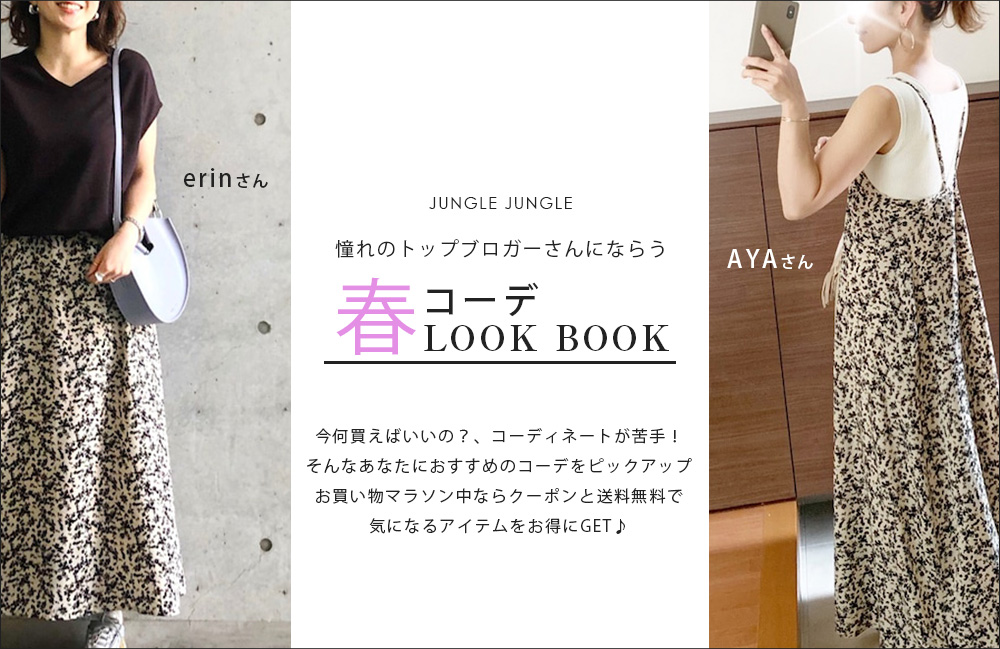 erinさん
JUNGLE JUNGLE
憧れのトップブロガーさんにならう
春コーデ
LOOK BOOK
AYAさん
今何買えばいいの？、コーディネートが苦手！
そんなあなたにおすすめのコーデをピックアップ
お買い物マラソン中ならクーポンと送料無料で
気になるアイテムをお得にGET♪